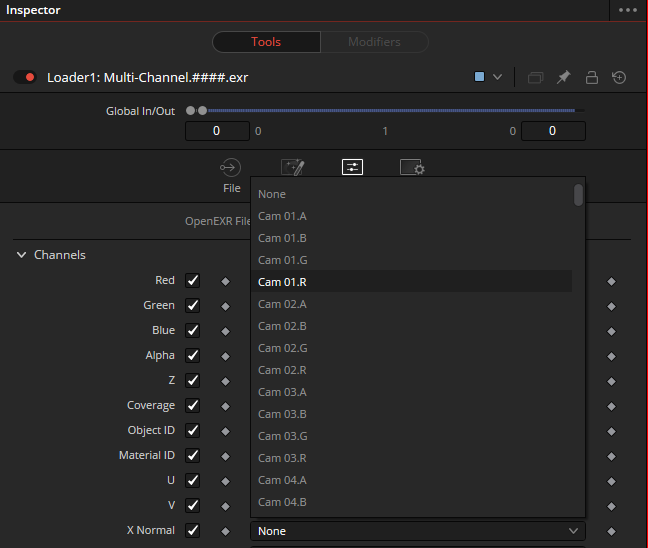 Inspector
Tools Modifiers
Loader1: Multi-Channel.####.exr
Global In/Out
0 0 1 0 0
File
OpenEXR File
Channels
Red
Green
Blue
Alpha
Z
Coverage
Object ID
Material ID
U
V
X Normal
None
Cam 01.A
Cam 01.B
Cam 01.G
Cam 01.R
Cam 02.A
Cam 02.B
Cam 02.G
Cam 02.R
Cam 03.A
Cam 03.B
Cam 03.G
Cam 03.R
Cam 04.A
Cam 04.B
None